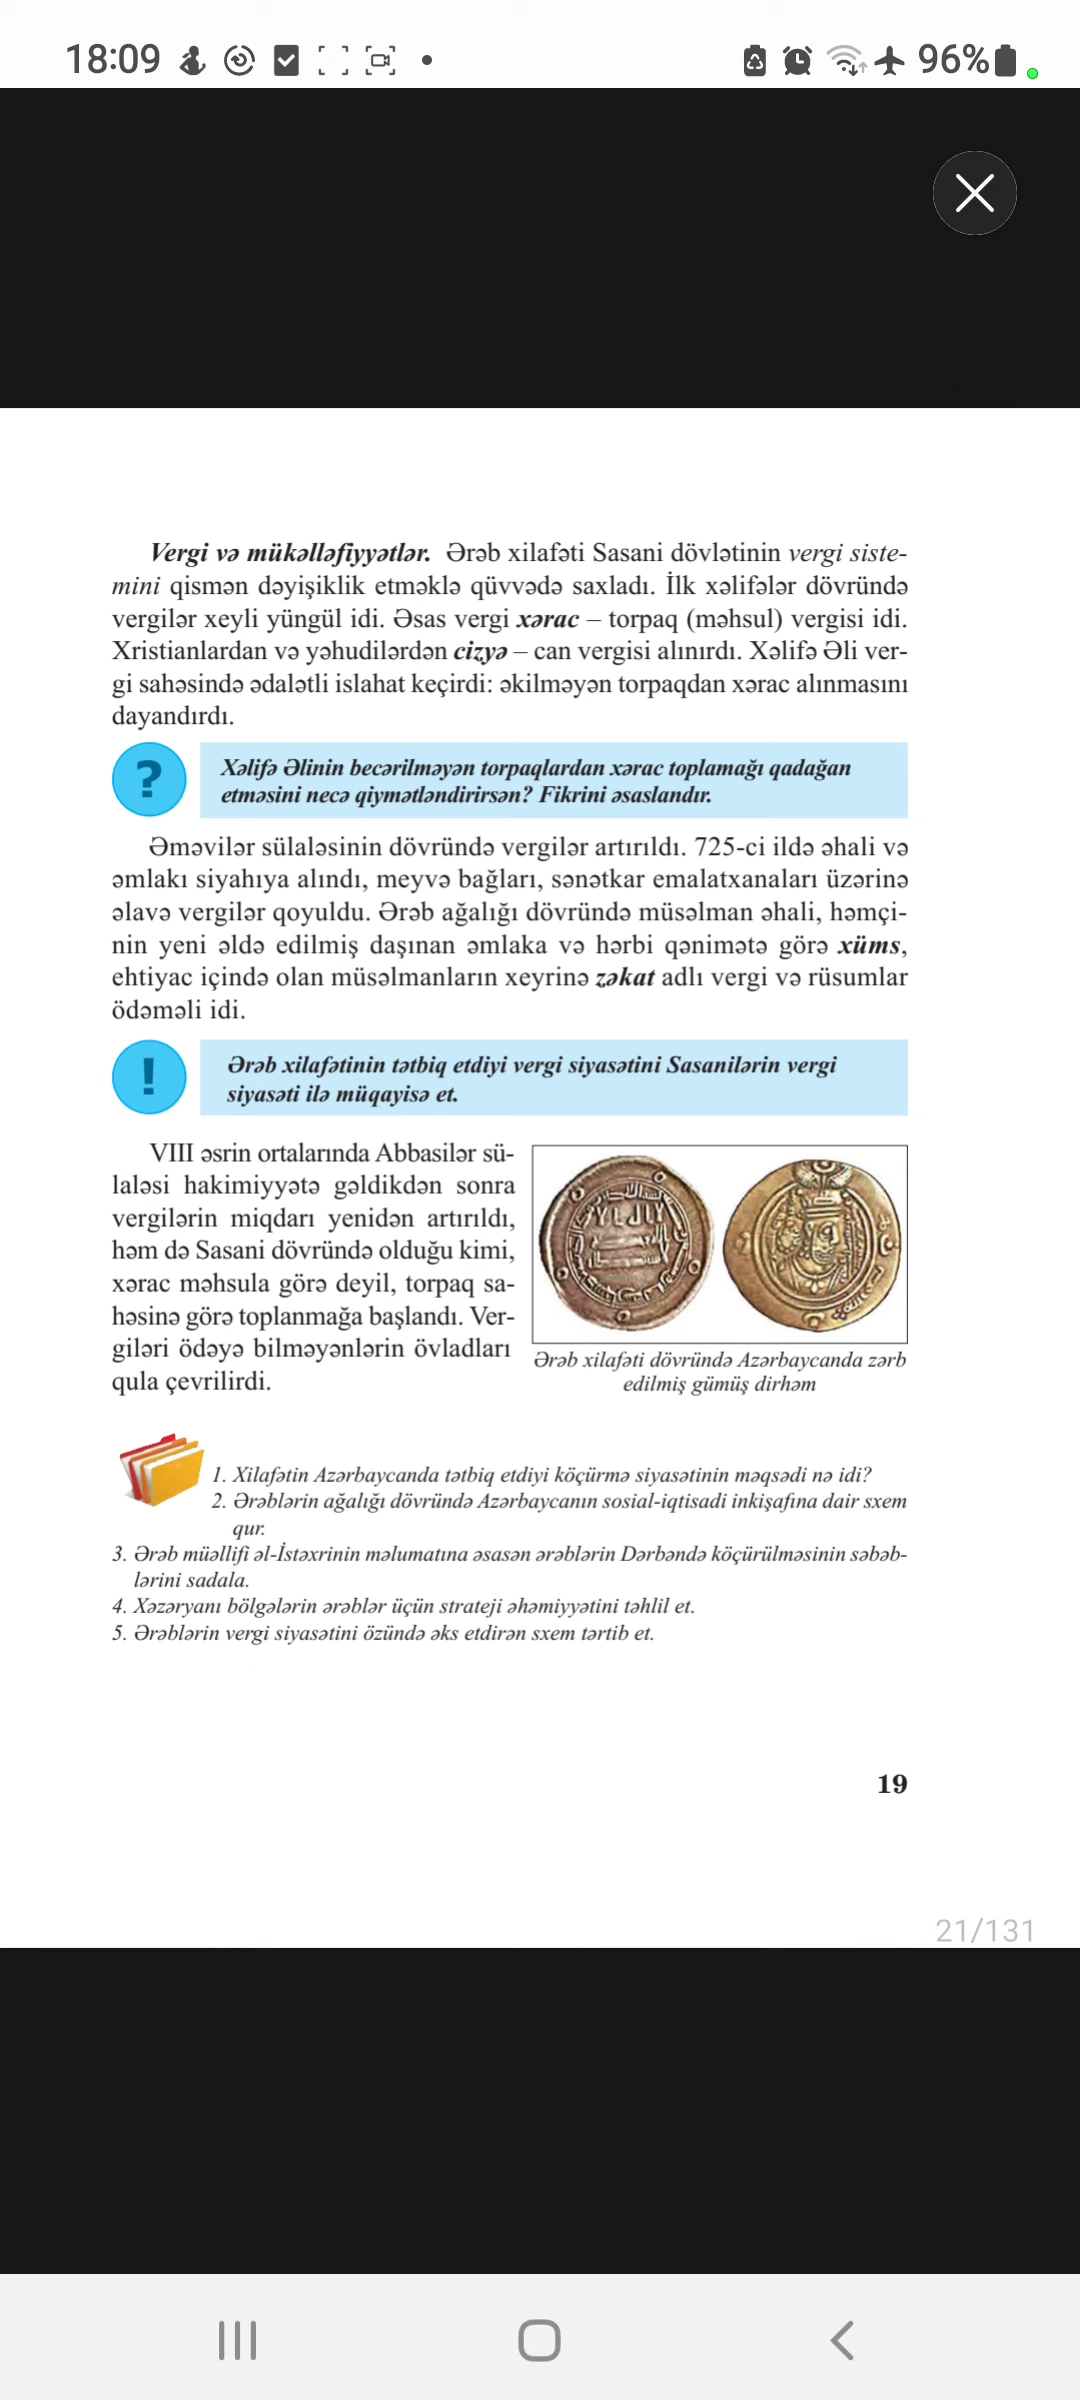 18:09
96%
Vergi və mükəlləfiyyətlər. Ərəb xilafəti Sasani dövlətinin vergi siste-
mini qismən dəyişiklik etməklə qüvvədə saxladı. İlk xəlifələr dövründə
vergilər xeyli yüngül idi. Əsas vergi xərac – torpaq (məhsul) vergisi idi.
Xristianlardan və yəhudilərdən cizyə – can vergisi alınırdı. Xəlifə Əli ver-
gi sahəsində ədalətli islahat keçirdi: əkilməyən torpaqdan xərac alınmasını
dayandırdı.
?
Xəlifə Əlinin becərilməyən torpaqlardan xərac toplamağı qadağan
etməsini necə qiymətləndirirsən? Fikrini əsaslandır.
Əməvilər sülaləsinin dövründə vergilər artırıldı. 725-ci ildə əhali və
əmlakı siyahıya alındı, meyvə bağları, sənətkar emalatxanaları üzərinə
əlavə vergilər qoyuldu. Ərəb ağalığı dövründə müsəlman əhali, həmçi-
nin yeni əldə edilmiş daşınan əmlaka və hərbi qənimətə görə xüms,
ehtiyac içində olan müsəlmanların xeyrinə zəkat adlı vergi və rüsumlar
ödəməli idi.
!
Ərəb xilafətinin tətbiq etdiyi vergi siyasətini Sasanilərin vergi
siyasəti ilə müqayisə et.
VIII əsrin ortalarında Abbasilər sü-
laləsi hakimiyyətə gəldikdən sonra
vergilərin miqdarı yenidən artırıldı,
həm də Sasani dövründə olduğu kimi,
xərac məhsula görə deyil, torpaq sa-
həsinə görə toplanmağa başlandı. Ver-
giləri ödəyə bilməyənlərin övladları
qula çevrilirdi.
Ərəb xilafəti dövründə Azərbaycanda zərb
edilmiş gümüş dirhəm
1. Xilafətin Azərbaycanda tətbiq etdiyi köçürmə siyasətinin məqsədi nə idi?
2. Ərəblərin ağalığı dövründə Azərbaycanın sosial-iqtisadi inkişafına dair sxem
qur.
3. Ərəb müəllifi əl-İstəxrinin məlumatına əsasən ərəblərin Dərbəndə köçürülməsinin səbəb-
lərini sadala.
4. Xəzəryanı bölgələrin ərəblər üçün strateji əhəmiyyətini təhlil et.
5. Ərəblərin vergi siyasətini özündə əks etdirən sxem tərtib et.
19
21/131